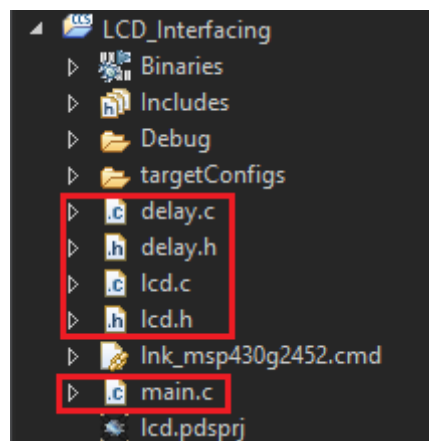 LCD_Interfacing
Binaries
Includes
Debug
targetConfigs
delay.c
delay.h
lcd.c
lcd.h
lnk_msp430g2452.cmd
main.c
lcd.pdsprj